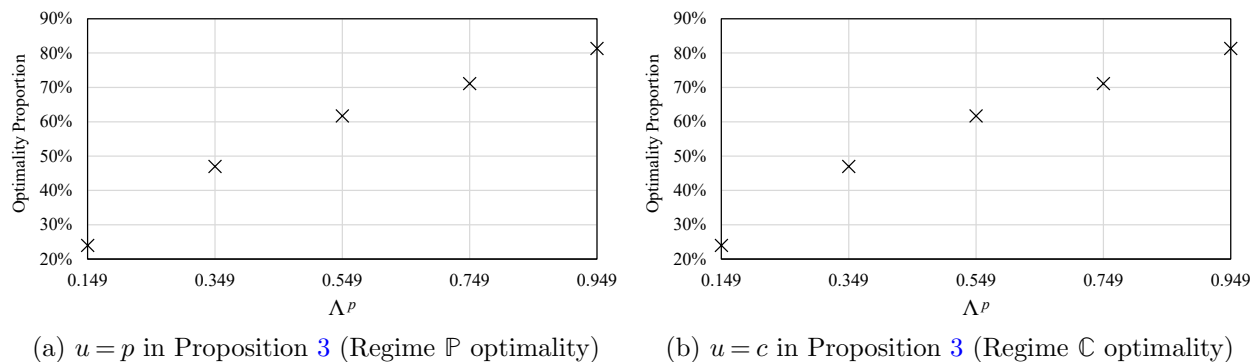 90%
80%
70%
60%
50%
40%
30%
20%
Optimality Proportion
0.149 0.349 0.549 0.749 0.949
Λᵖ
(a) u = p in Proposition 3 (Regime ℙ optimality)
90%
80%
70%
60%
50%
40%
30%
20%
Optimality Proportion
0.149 0.349 0.549 0.749 0.949
Λᵖ
(b) u = c in Proposition 3 (Regime ℂ optimality)